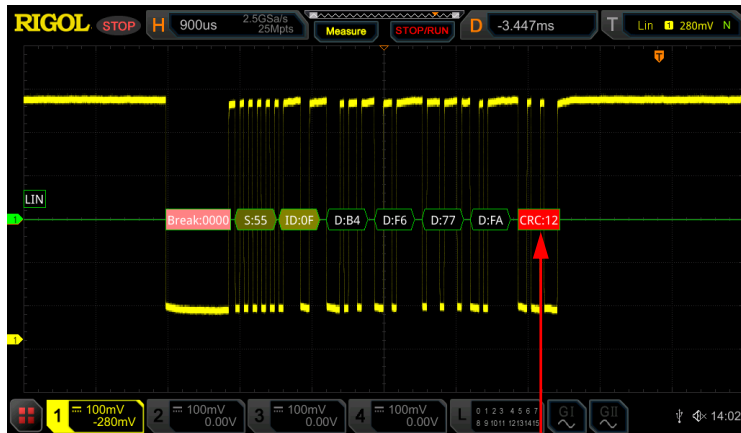 RIGOL STOP H 900us 2.5GSa/s 25Mpts Measure STOP/RUN D -3.447ms T Lin 1 280mV N
T
LIN
1 Break:0000 S:55 ID:0F D:B4 D:F6 D:77 D:FA CRC:12
1
1 100mV -280mV 2 100mV 0.00V 3 100mV 0.00V 4 100mV 0.00V L 0 1 2 3 4 5 6 7 8 9 10 11 12 13 14 15 GI GII 14:02